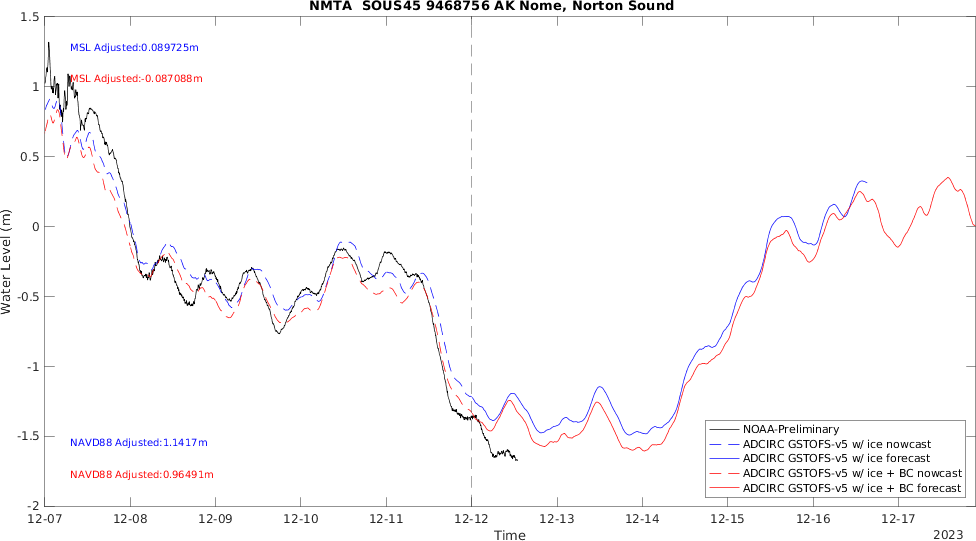 NMTA SOUS45 9468756 AK Nome, Norton Sound
1.5
1
0.5
0
-0.5
-1
-1.5
-2
Water Level (m)
MSL Adjusted:0.089725m
MSL Adjusted:-0.087088m
NAVD88 Adjusted:1.1417m
NAVD88 Adjusted:0.96491m
NOAA-Preliminary
ADCIRC GSTOFS-v5 w/ ice nowcast
ADCIRC GSTOFS-v5 w/ ice forecast
ADCIRC GSTOFS-v5 w/ ice + BC nowcast
ADCIRC GSTOFS-v5 w/ ice + BC forecast
12-07 12-08 12-09 12-10 12-11 12-12 12-13 12-14 12-15 12-16 12-17
Time
2023